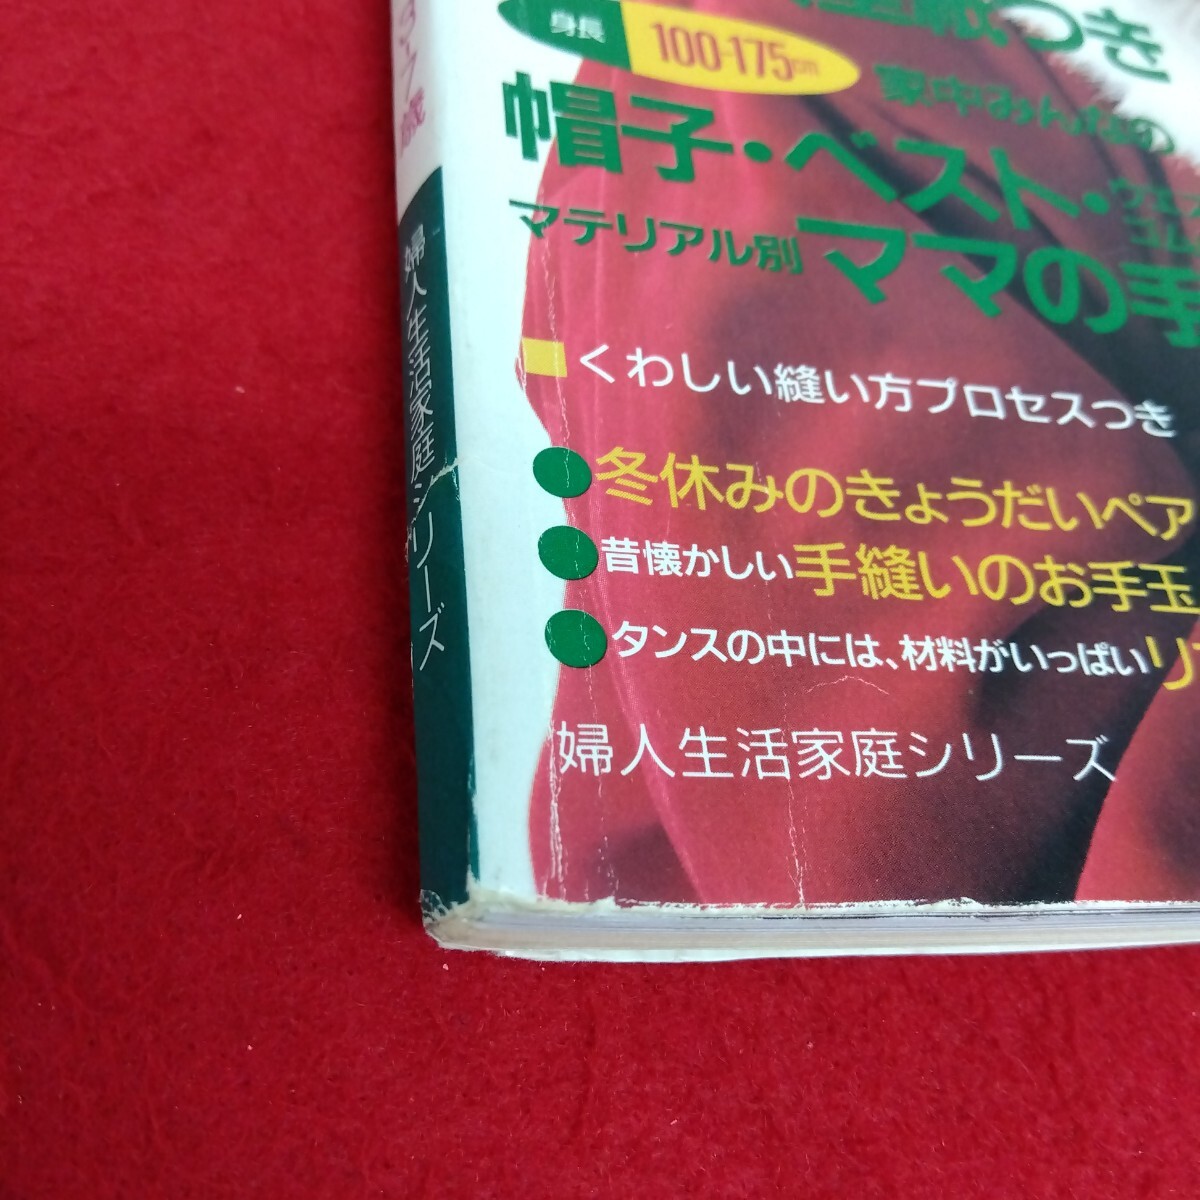 つき
身長
100-175cm
家中みんなの
帽子・ベスト・
マテリアル別 ママの手
くわしい縫い方プロセスつき
冬休みのきょうだいペア
昔懐かしい手縫いのお手玉
タンスの中には、材料がいっぱいリ
婦人生活家庭シリーズ
婦人生活家庭シリーズ